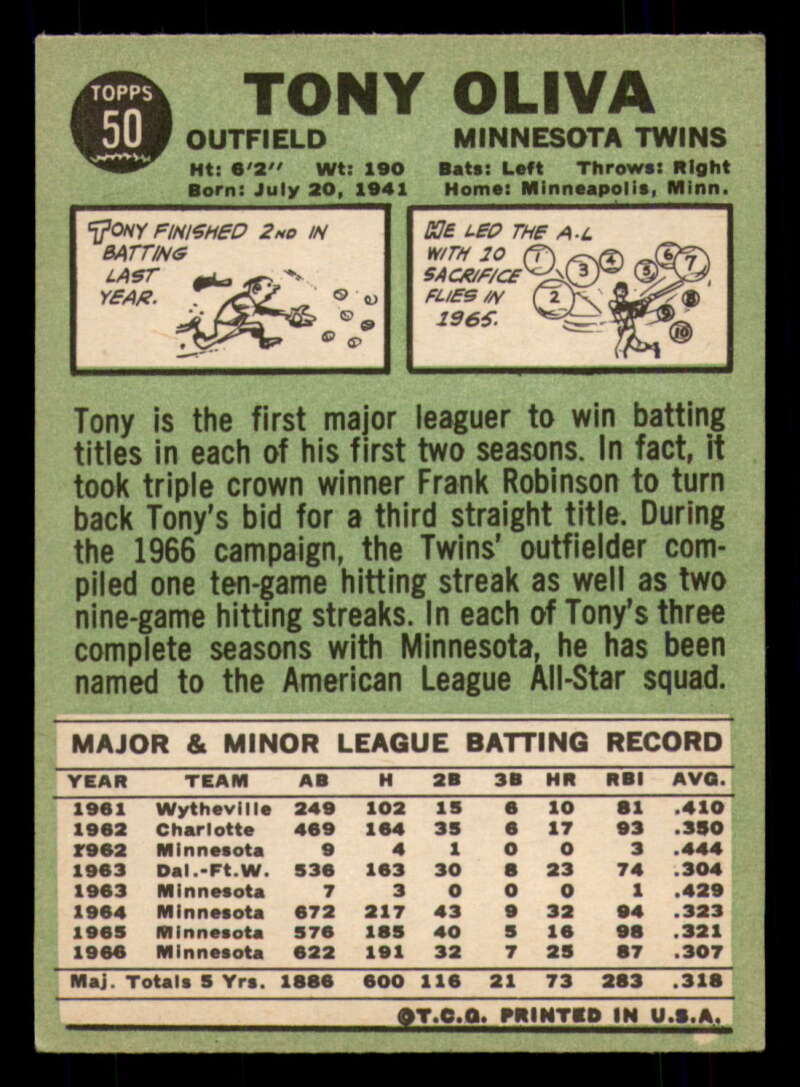 TOPPS
50
TONY OLIVA
OUTFIELD MINNESOTA TWINS
Ht: 6'2" Wt: 190 Bats: Left Throws: Right
Born: July 20, 1941 Home: Minneapolis, Minn.
TONY FINISHED 2ND IN
BATTING
LAST
YEAR.
HE LED THE A.L
WITH 10
SACRIFICE
FLIES IN
1965.
1 2 3 4 5 6 7 8 9 10
Tony is the first major leaguer to win batting
titles in each of his first two seasons. In fact, it
took triple crown winner Frank Robinson to turn
back Tony's bid for a third straight title. During
the 1966 campaign, the Twins' outfielder com-
piled one ten-game hitting streak as well as two
nine-game hitting streaks. In each of Tony's three
complete seasons with Minnesota, he has been
named to the American League All-Star squad.
MAJOR & MINOR LEAGUE BATTING RECORD
YEAR TEAM AB H 2B 3B HR RBI AVG.
1961 Wytheville 249 102 15 6 10 81 .410
1962 Charlotte 469 164 35 6 17 93 .350
1962 Minnesota 9 4 1 0 0 3 .444
1963 Dal.-Ft.W. 536 163 30 8 23 74 .304
1963 Minnesota 7 3 0 0 0 1 .429
1964 Minnesota 672 217 43 9 32 94 .323
1965 Minnesota 576 185 40 5 16 98 .321
1966 Minnesota 622 191 32 7 25 87 .307
Maj. Totals 5 Yrs. 1886 600 116 21 73 283 .318
©T.C.G. PRINTED IN U.S.A.